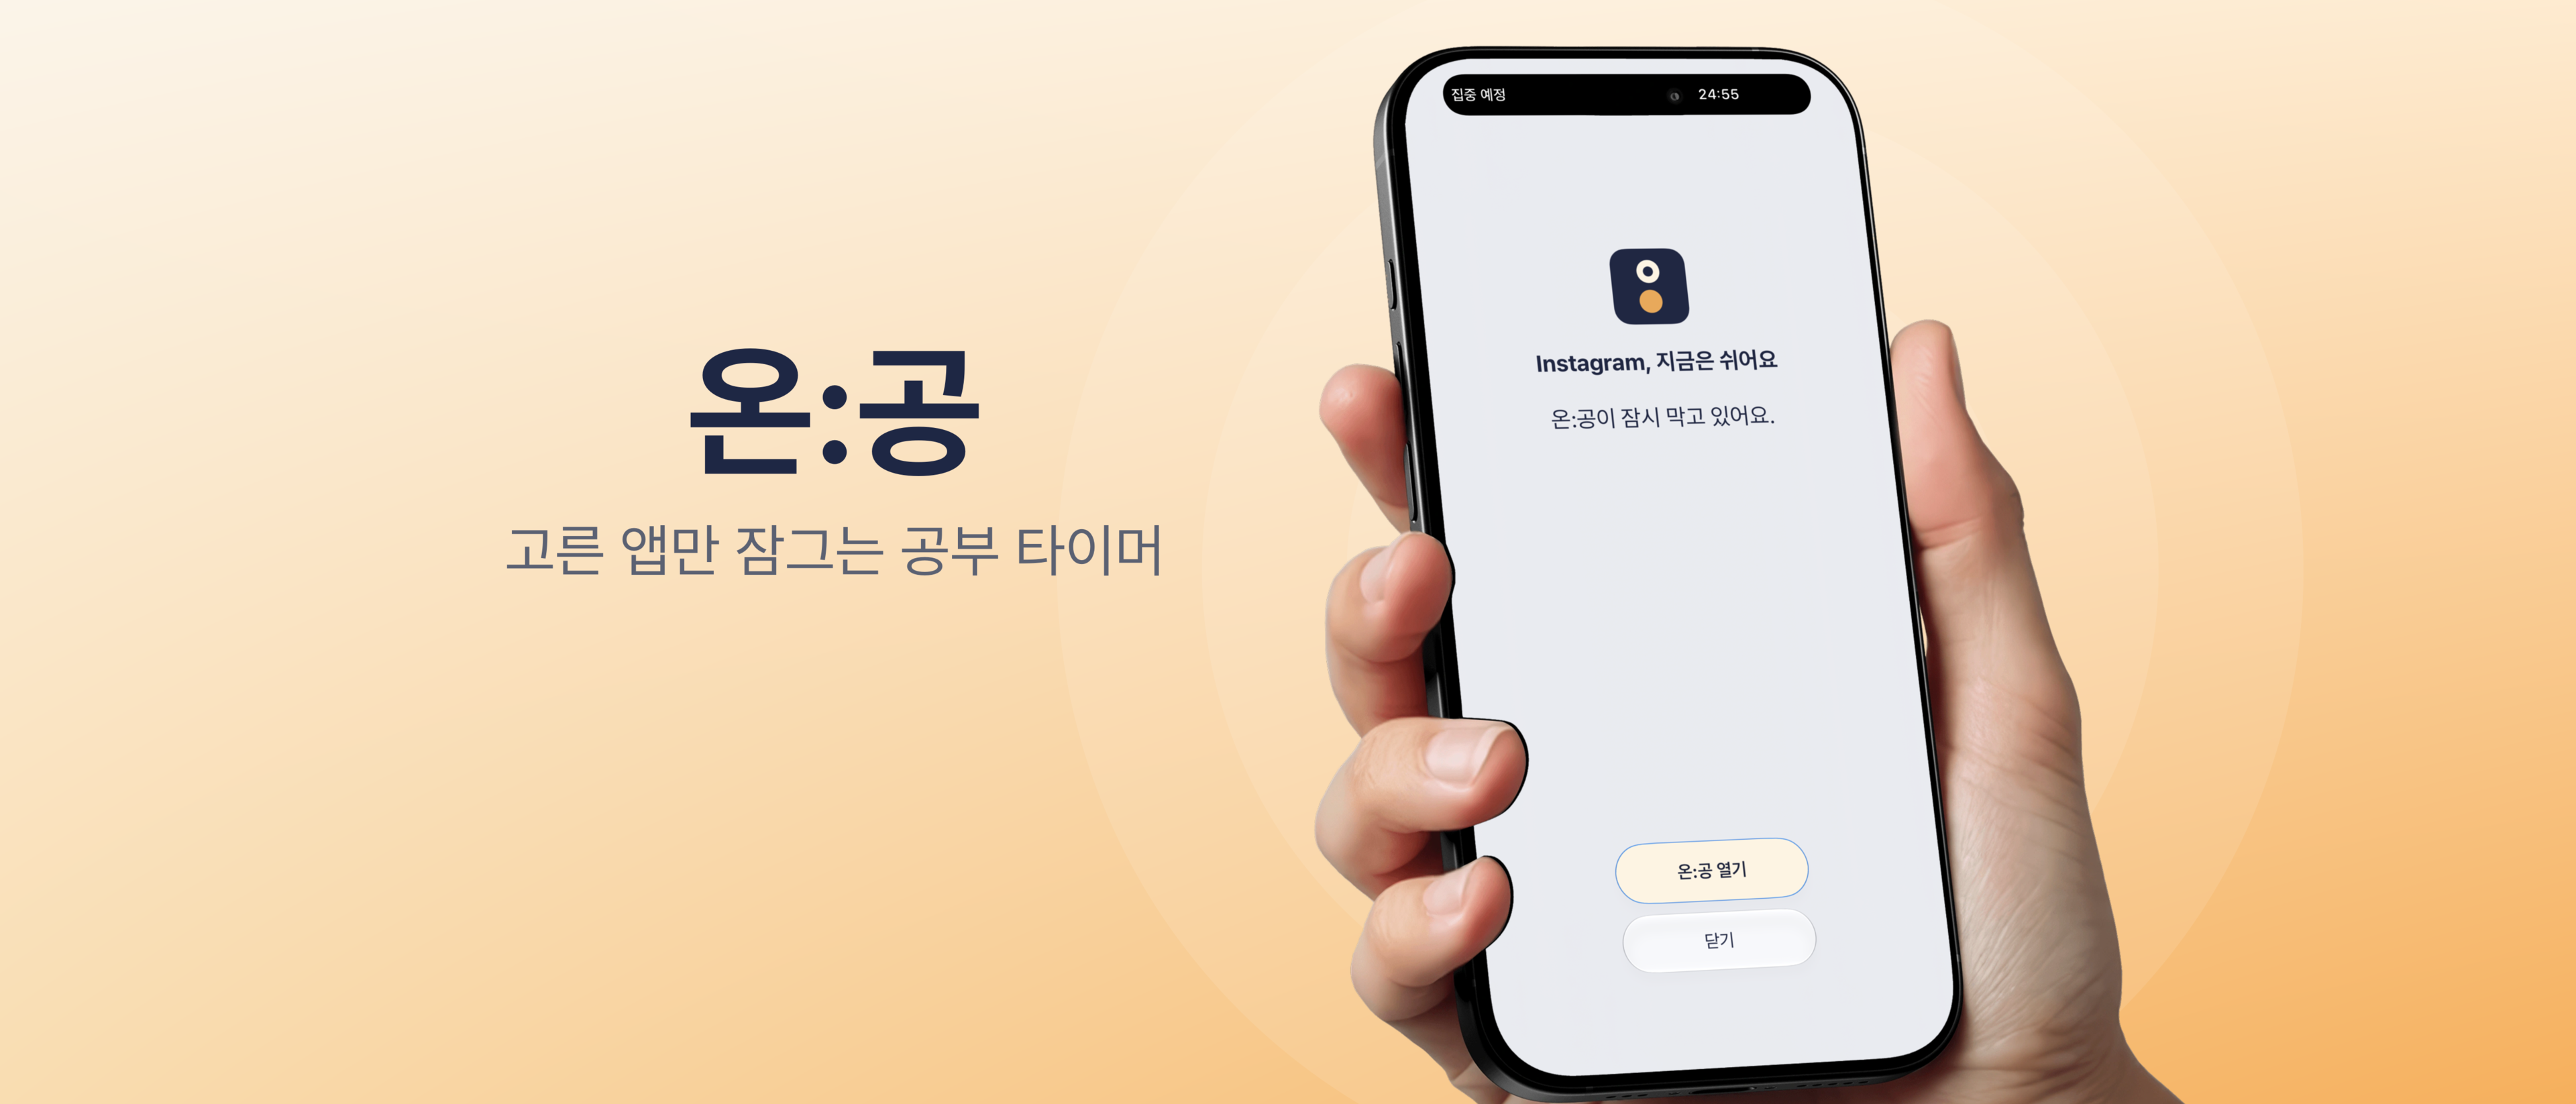 온:공
고른 앱만 잠그는 공부 타이머
집중 예정 24:55
Instagram, 지금은 쉬어요
온:공이 잠시 막고 있어요.
온:공 열기
닫기